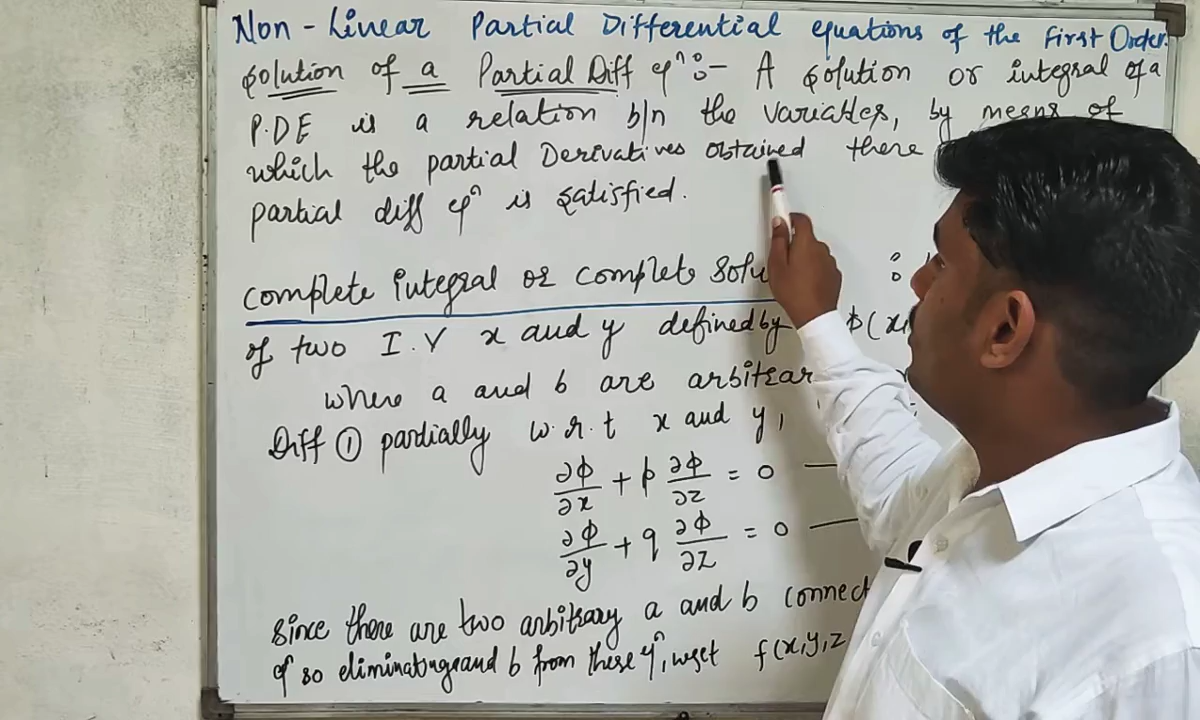 Non-Linear Partial Differential equations of the First Order.
Solution of a Partial Diff eqⁿ :- A Solution or integral of a
P.D.E is a relation b/n the variables, by means of
which the partial Derivatives obtained there
partial diff eqⁿ is satisfied.
Complete integral or Complete Solu :
of two I.V x and y defined by ϕ(x,
where a and b are
Diff ① partially w.r.t x and y,
∂ϕ/∂x + p ∂ϕ/∂z = 0 —
∂ϕ/∂y + q ∂ϕ/∂z = 0 —
Since there are two arbitrary a and b connect
so eliminating a and b from these eⁿ, we get f(x,y,z